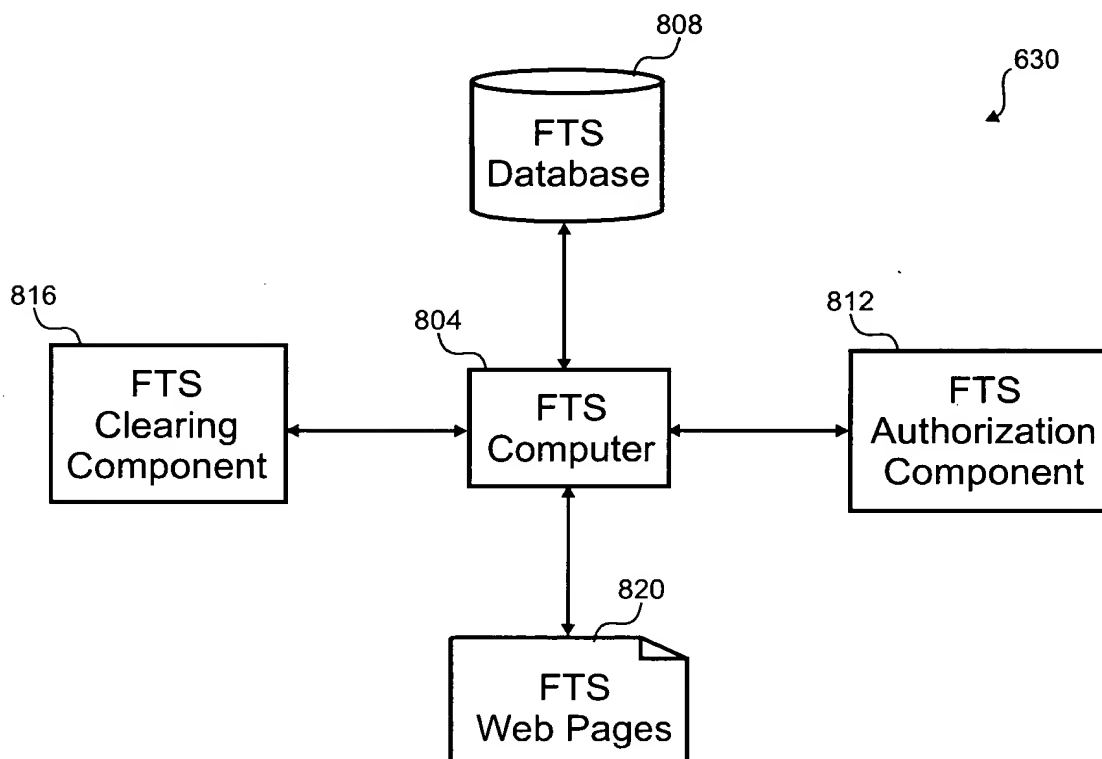 808
630
FTS
Database
816
804
812
FTS
Clearing
Component
FTS
Computer
FTS
Authorization
Component
820
FTS
Web Pages